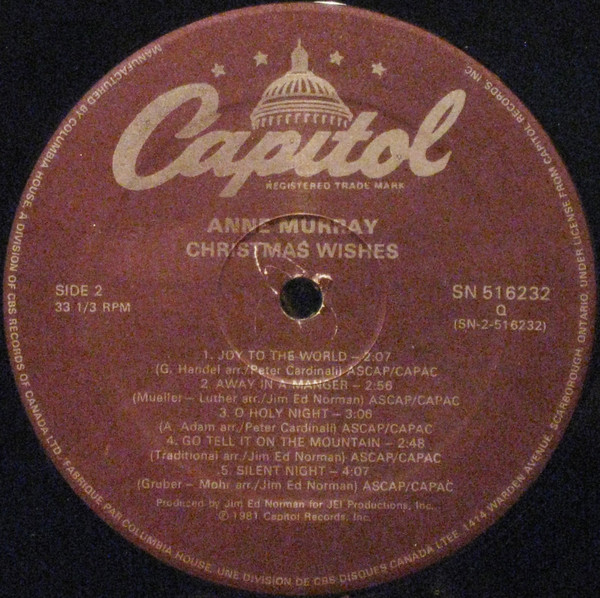 Capitol
REGISTERED TRADE MARK
ANNE MURRAY
CHRISTMAS WISHES
SIDE 2
33 1/3 RPM
SN 516232
Q
(SN-2-516232)
1. JOY TO THE WORLD – 2:07
(G. Handel arr./Peter Cardinali) ASCAP/CAPAC
2. AWAY IN A MANGER – 2:56
(Mueller – Luther arr./Jim Ed Norman) ASCAP/CAPAC
3. O HOLY NIGHT – 3:06
(A. Adam arr./Peter Cardinali) ASCAP/CAPAC
4. GO TELL IT ON THE MOUNTAIN – 2:48
(Traditional arr/Jim Ed Norman) ASCAP/CAPAC
5. SILENT NIGHT – 4:07
(Gruber – Mohr arr/Jim Ed Norman) ASCAP/CAPAC
Produced by Jim Ed Norman for JEI Productions, Inc.
℗ 1981 Capitol Records, Inc.
MANUFACTURED BY COLUMBIA HOUSE, A DIVISION OF CBS RECORDS OF CANADA LTD · FABRIQUE PAR COLUMBIA HOUSE, UNE DIVISION DE CBS DISQUES CANADA LTEE · 1414 WARDEN AVENUE, SCARBOROUGH, ONTARIO. UNDER LICENSE FROM CAPITOL RECORDS INC.